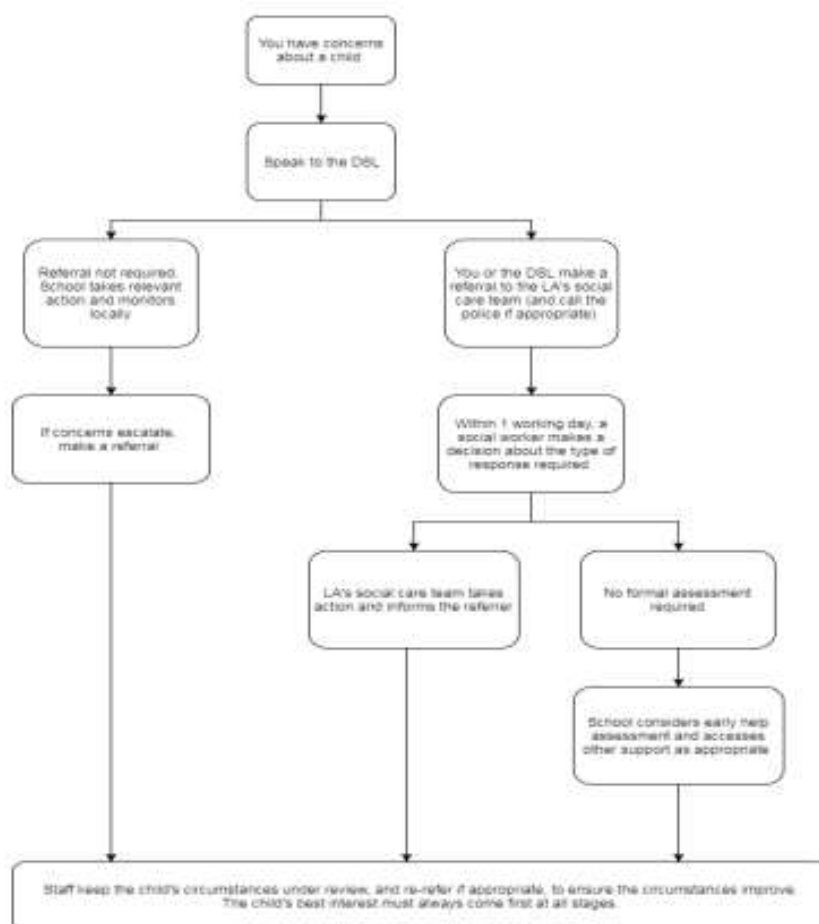 You have concerns
about a child
Speak to the DSL
Referral not required.
School takes relevant
action and monitors
locally
You or the DSL make a
referral to the LA's social
care team (and call the
police if appropriate)
If concerns escalate,
make a referral
Within 1 working day, a
social worker makes a
decision about the type of
response required
LA's social care team takes
action and informs the referrer
No formal assessment
required
School considers early help
assessment and accesses
other support as appropriate
Staff keep the child's circumstances under review, and re-refer if appropriate, to ensure the circumstances improve.
The child's best interest must always come first at all stages.